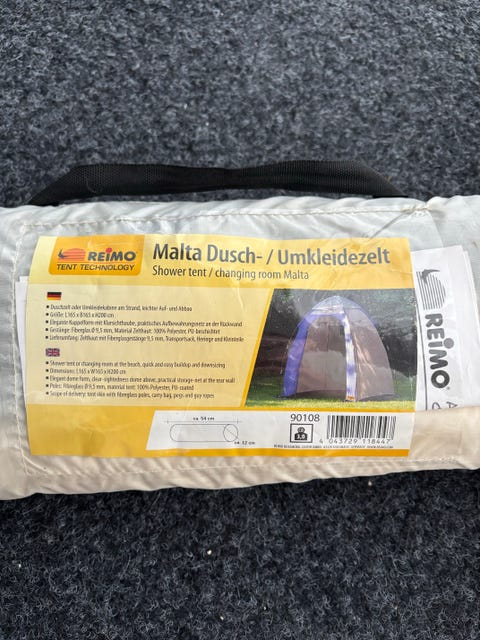 REIMO
TENT TECHNOLOGY
Malta Dusch- / Umkleidezelt
Shower tent / changing room Malta
Duschzelt oder Umkleidekabine am Strand, leichter Auf- und Abbau
Größe: L165 x B165 x H200 cm
Elegante Kuppelform mit Klarsichthaube, praktisches Aufbewahrungsnetz an der Rückwand
Gestänge: Fiberglas Ø 9,5 mm, Material Zelthaut: 100% Polyester, PU-beschichtet
Lieferumfang: Zelthaut mit Fiberglasgestänge 9,5 mm, Transportsack, Heringe und Kleinteile
Shower tent or changing room at the beach, quick and easy buildup and downsizing
Dimensions: L165 x W165 x H200 cm
Elegant dome form, clear-sightedness dome above, practical storage-net at the rear wall
Poles: Fibreglas Ø 9,5 mm, material tent: 100% Polyester, PU-coated
Scope of delivery: tent skin with fibreglass poles, carry bag, pegs and guy ropes
ca. 54 cm
ca. 12 cm
90108
4 043729 118447
REIMO